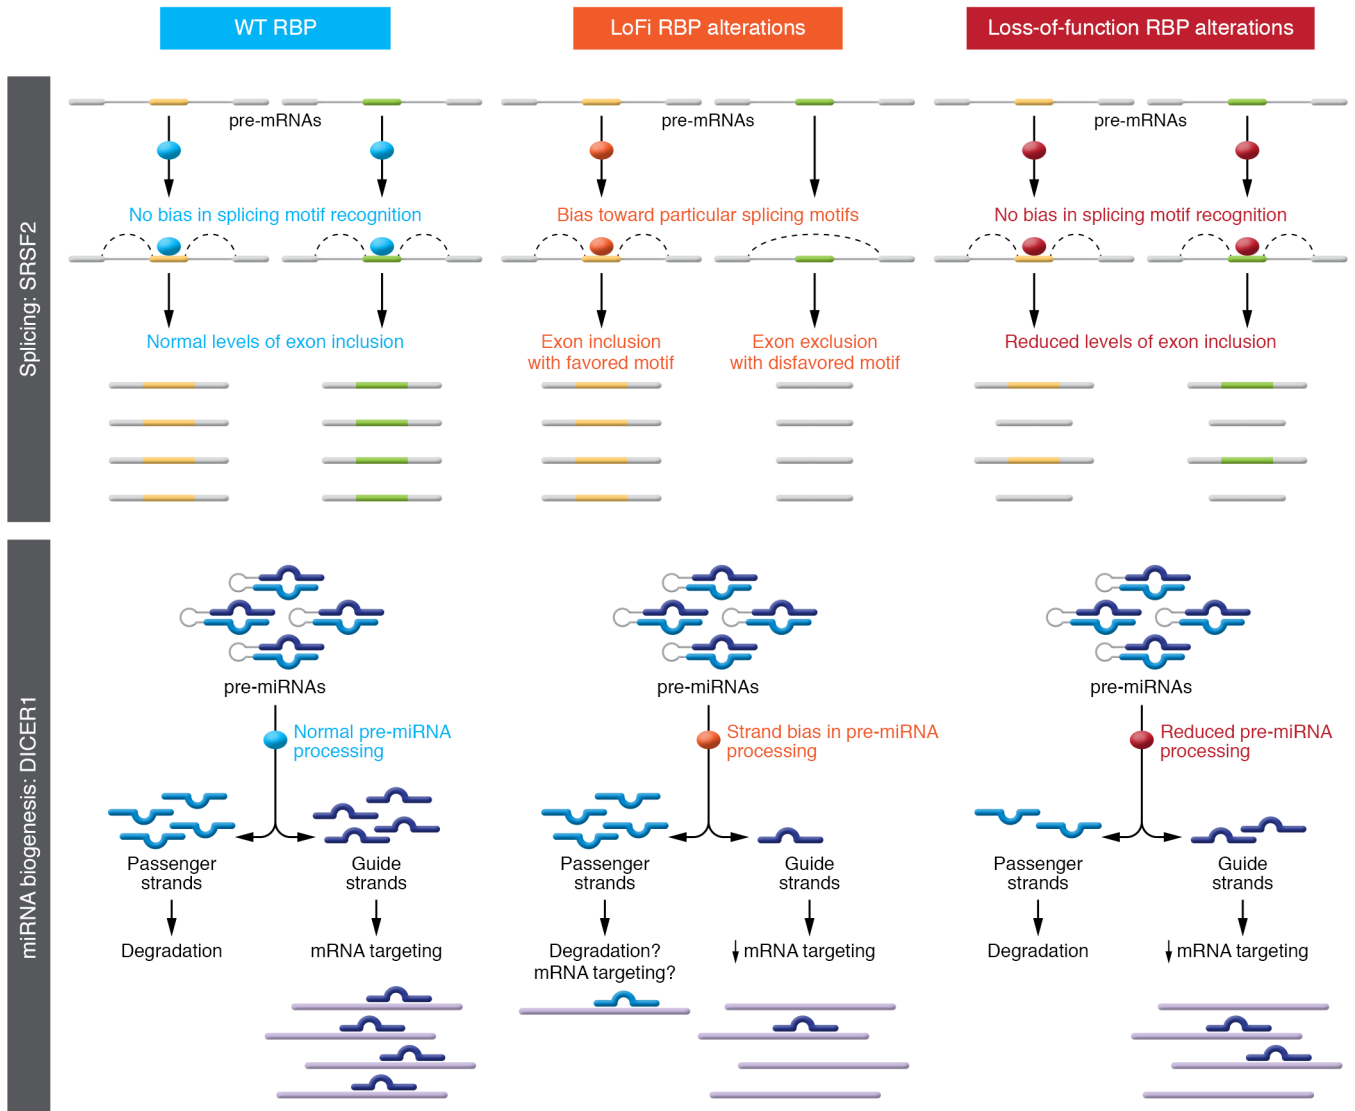 WT RBP
LoFi RBP alterations
Loss-of-function RBP alterations
Splicing: SRSF2
pre-mRNAs
pre-mRNAs
pre-mRNAs
No bias in splicing motif recognition
Bias toward particular splicing motifs
No bias in splicing motif recognition
Normal levels of exon inclusion
Exon inclusion
with favored motif
Exon exclusion
with disfavored motif
Reduced levels of exon inclusion
miRNA biogenesis: DICER1
pre-miRNAs
pre-miRNAs
pre-miRNAs
Normal pre-miRNA
processing
Strand bias in pre-miRNA
processing
Reduced pre-miRNA
processing
Passenger
strands
Guide
strands
Passenger
strands
Guide
strands
Passenger
strands
Guide
strands
Degradation
mRNA targeting
Degradation?
mRNA targeting?
mRNA targeting
Degradation
mRNA targeting